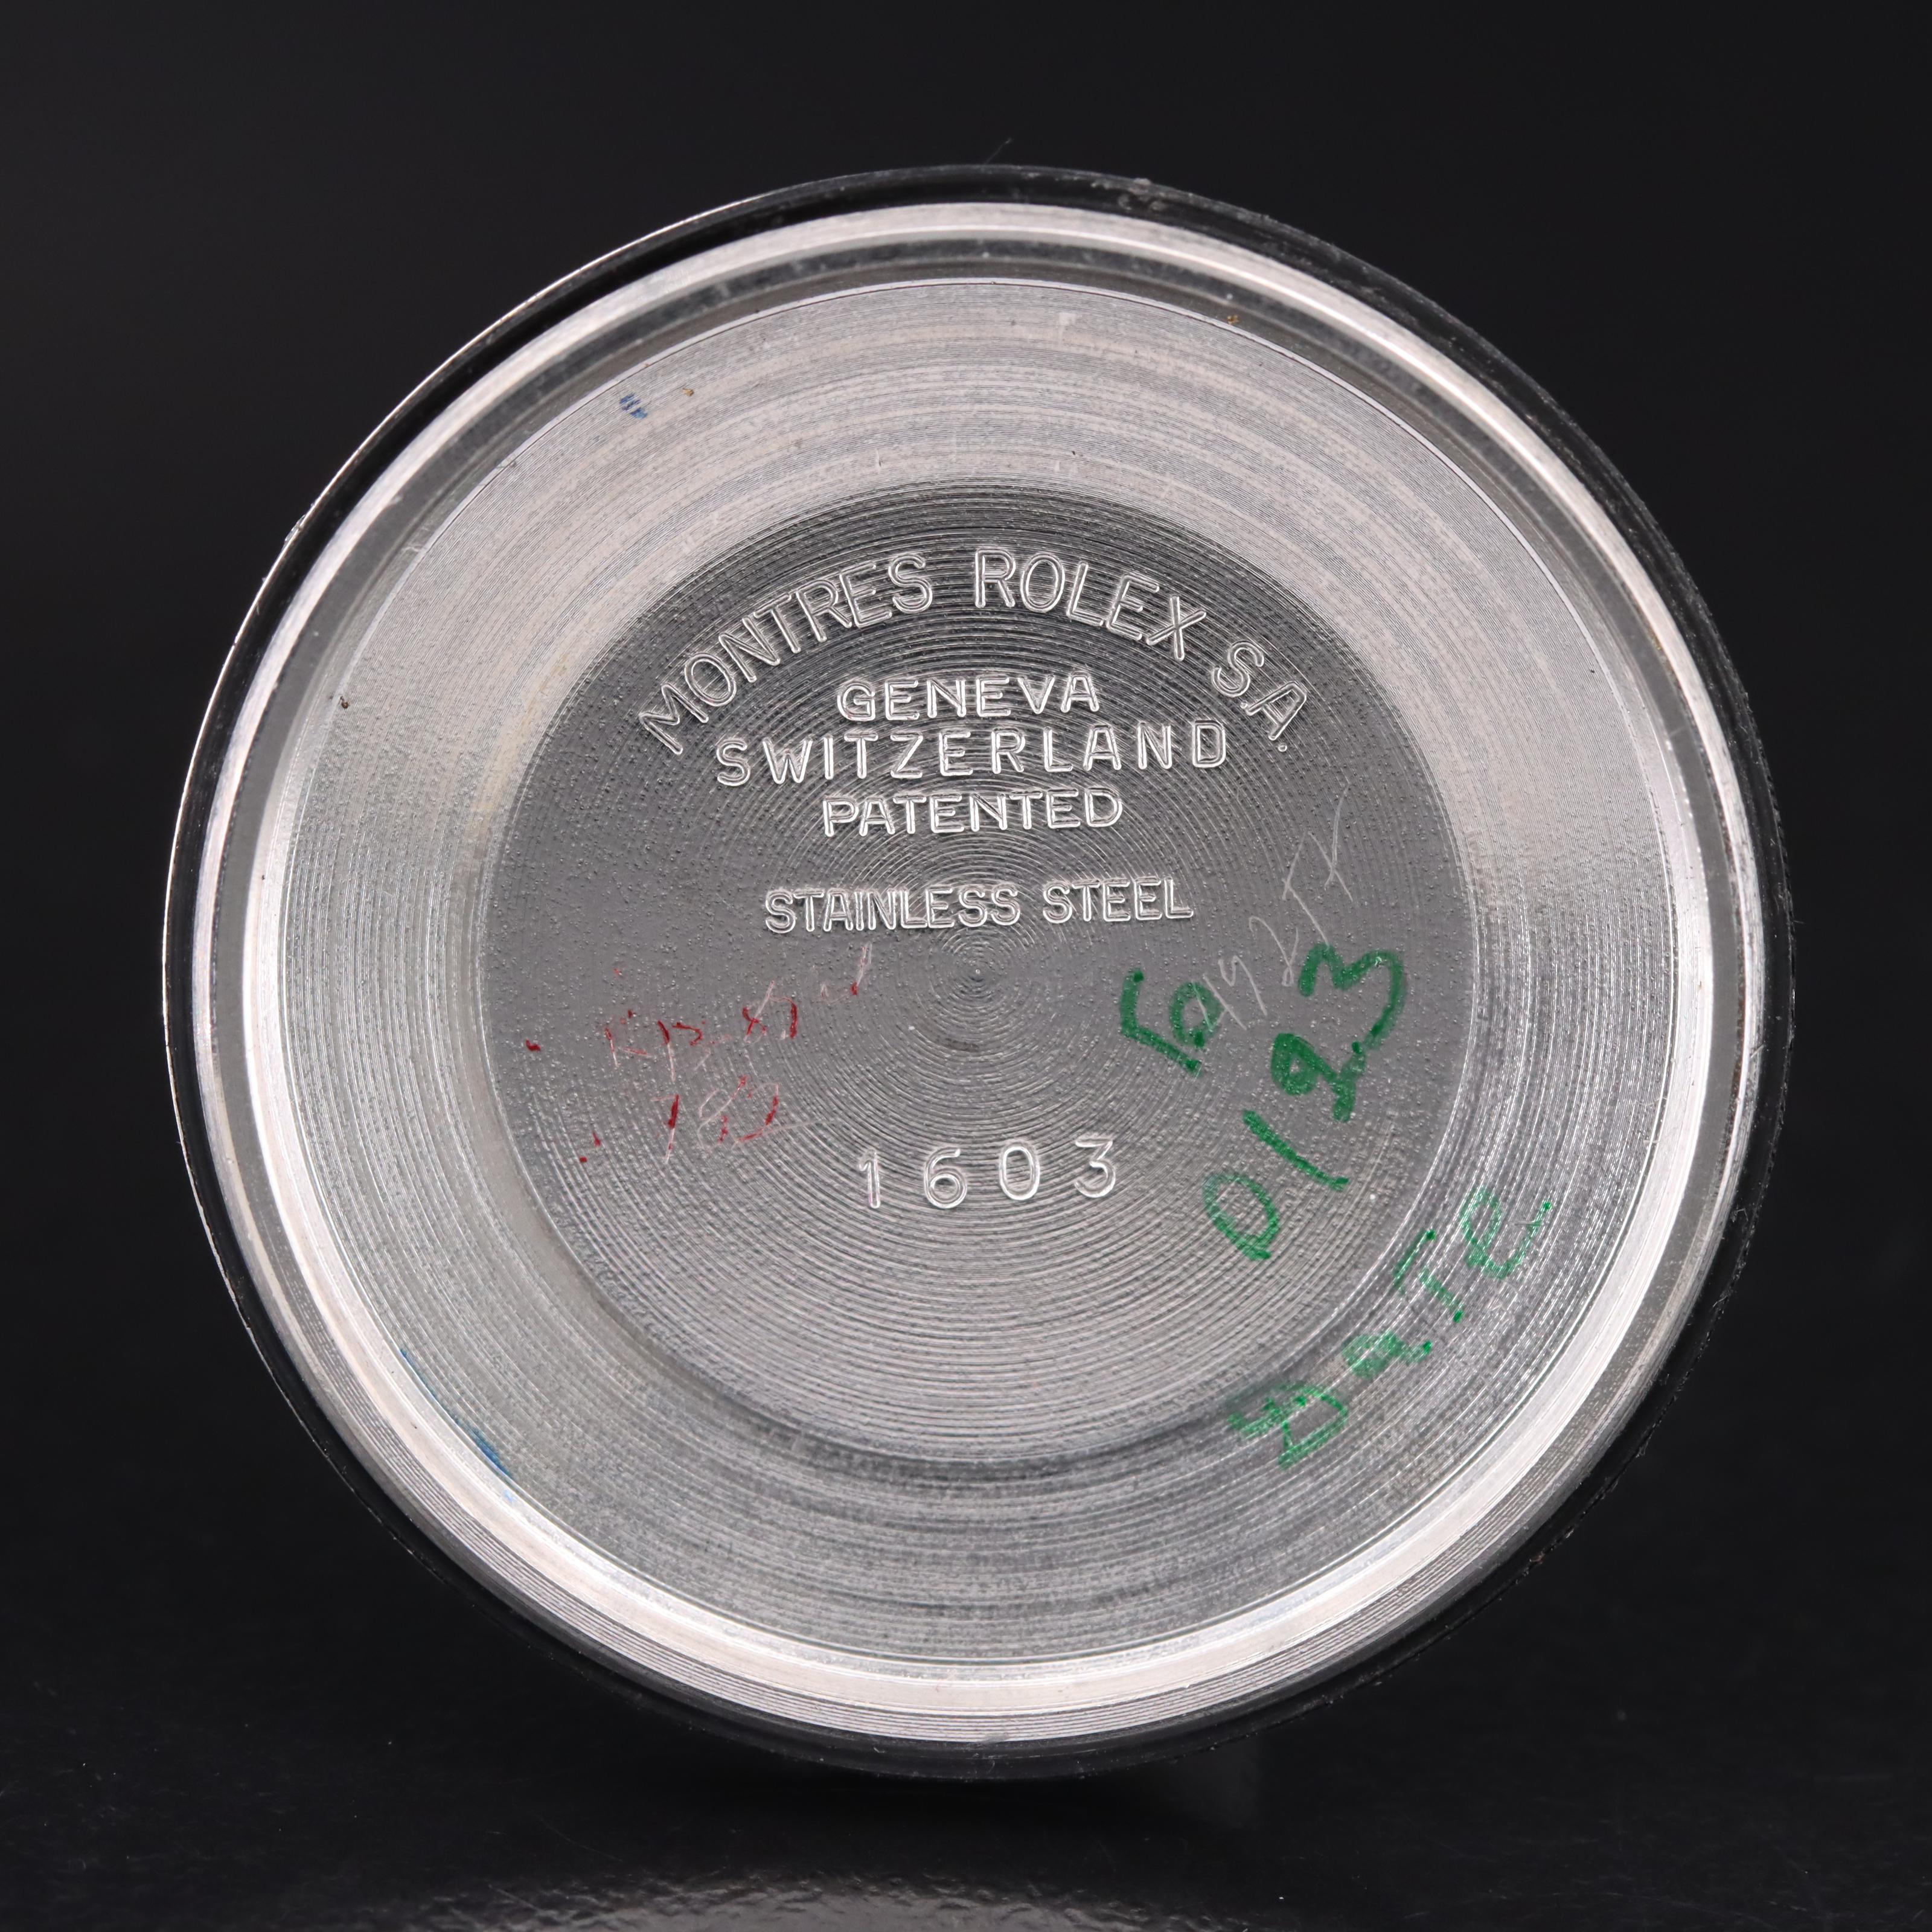 MONTRES ROLEX S.A.
GENEVA
SWITZERLAND
PATENTED
STAINLESS STEEL
1603
0123
Date